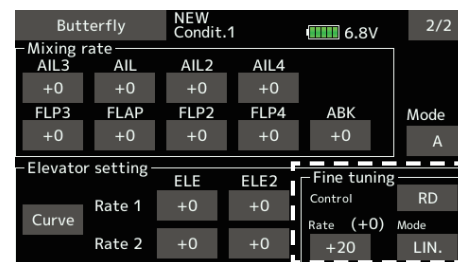 Butterfly NEW Condit.1 6.8V 2/2
Mixing rate
AIL3 AIL AIL2 AIL4
+0 +0 +0 +0
FLP3 FLAP FLP2 FLP4 ABK Mode
+0 +0 +0 +0 +0 A
Elevator setting
ELE ELE2
Curve
Rate 1 +0 +0
Rate 2 +0 +0
Fine tuning
Control RD
Rate (+0) Mode
+20 LIN.